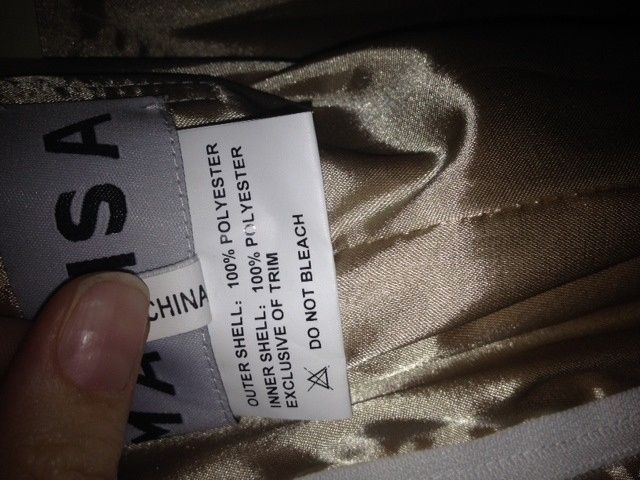 MA ISA
CHINA
OUTER SHELL: 100% POLYESTER
INNER SHELL: 100% POLYESTER
EXCLUSIVE OF TRIM
DO NOT BLEACH